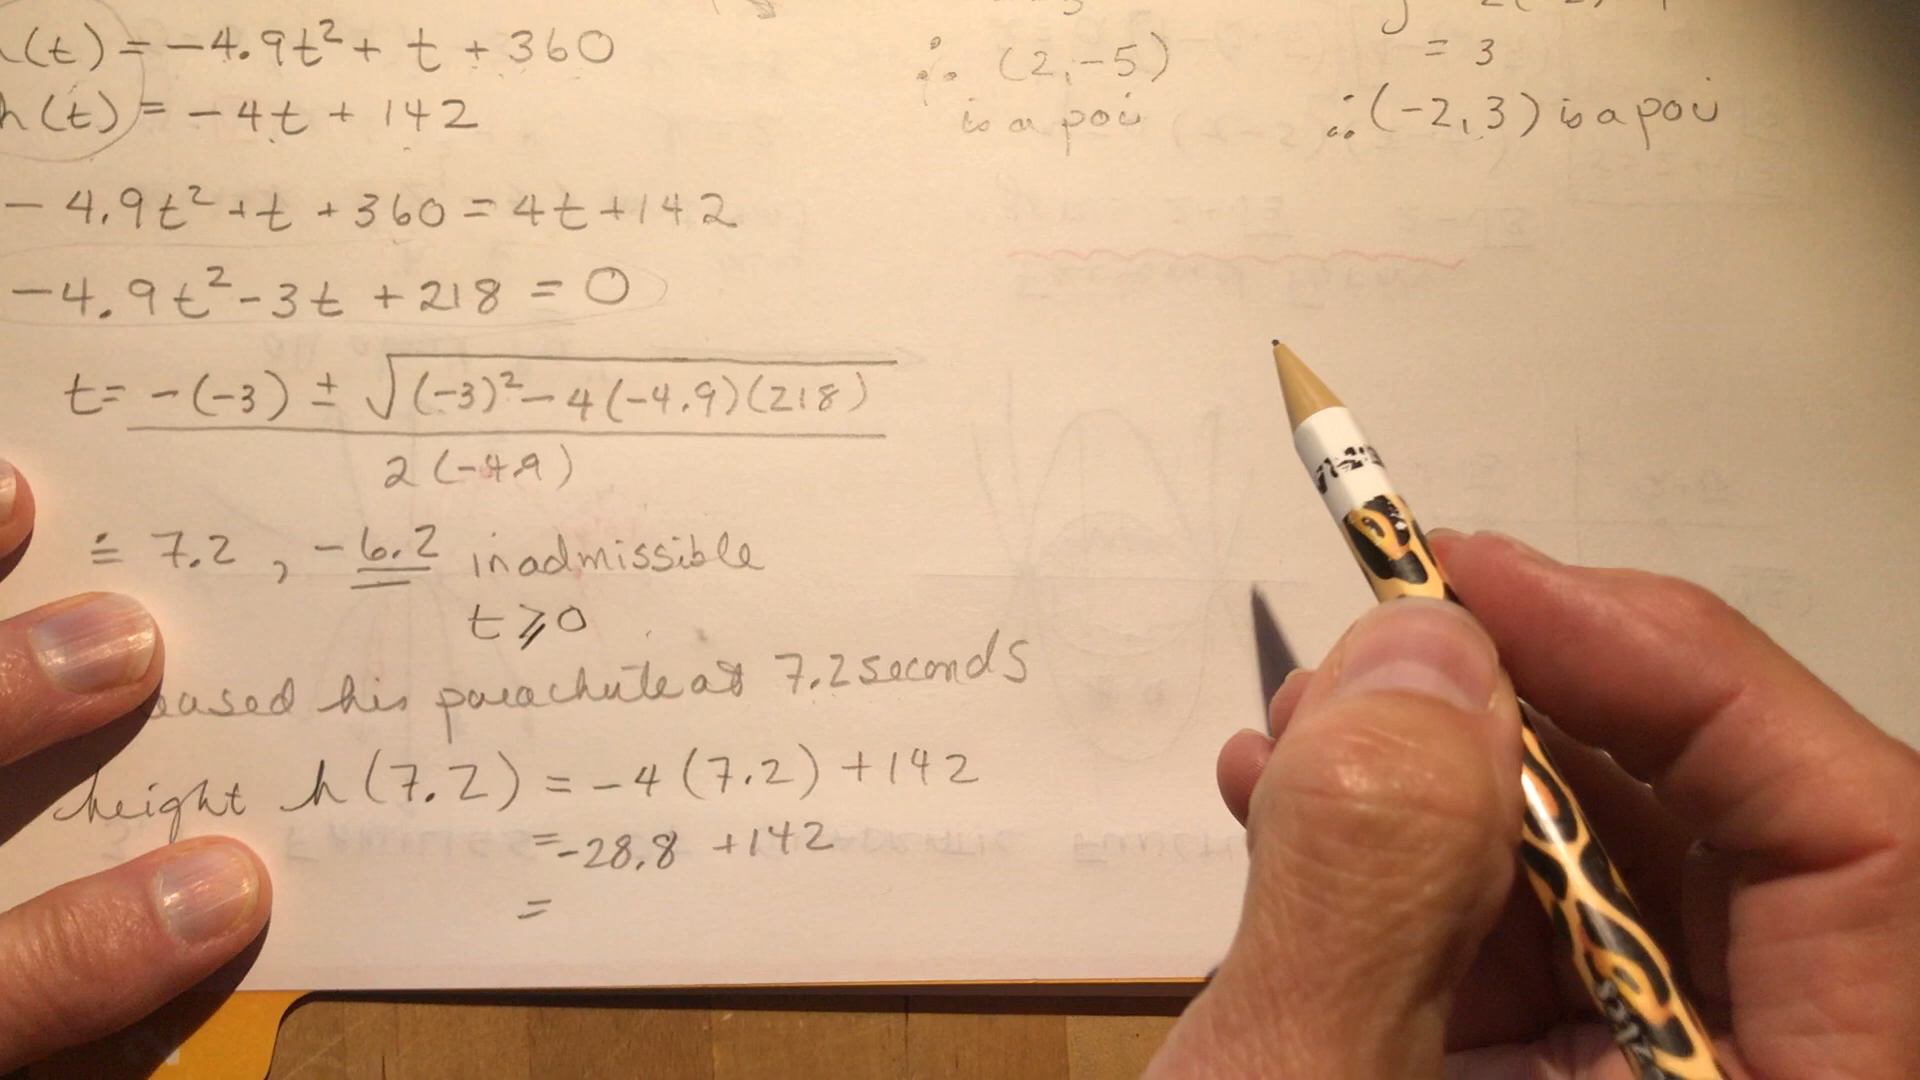 (t) = -4.9t² + t + 360
h(t) = -4t + 142
-4.9t² + t + 360 = 4t + 142
-4.9t² - 3t + 218 = 0
t = -(-3) ± √(-3)² - 4(-4.9)(218)
2(-4.9)
≐ 7.2 , -6.2 inadmissible
t ⩾ 0
eased his parachute at 7.2 seconds
height h(7.2) = -4(7.2) + 142
= -28.8 + 142
=
∴ (2, -5)
is a poi
= 3
∴ (-2, 3) is a poi